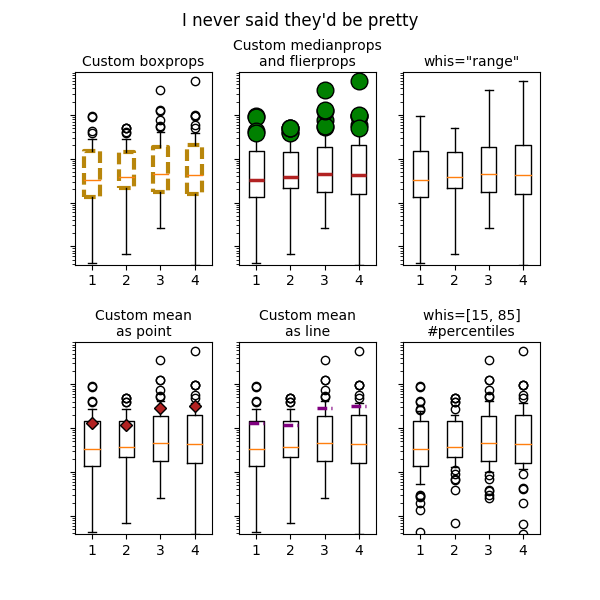 I never said they'd be pretty
Custom boxprops
Custom medianprops
and flierprops
whis="range"
1 2 3 4
1 2 3 4
1 2 3 4
Custom mean
as point
Custom mean
as line
whis=[15, 85]
#percentiles
1 2 3 4
1 2 3 4
1 2 3 4